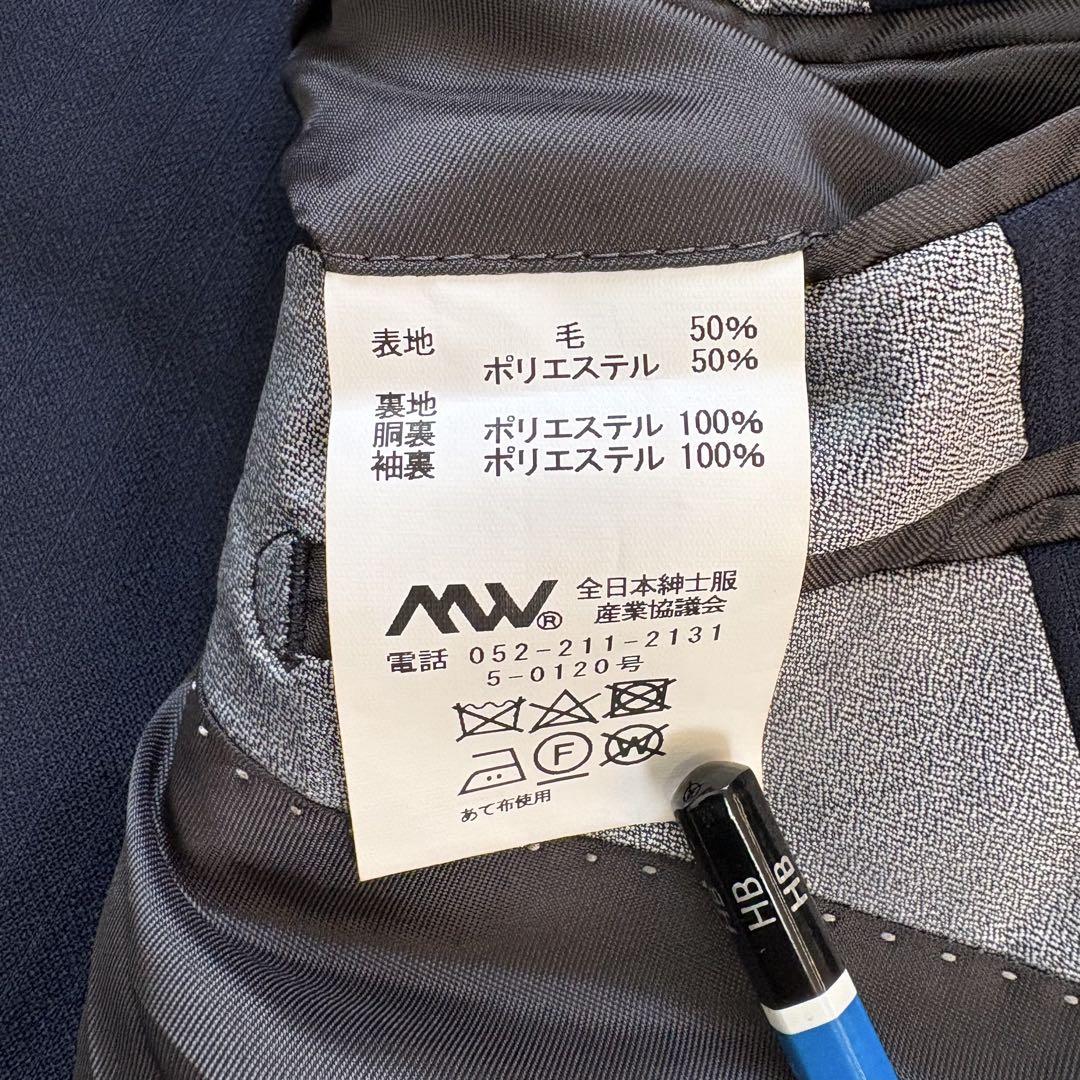 表地 毛 50%
ポリエステル 50%
裏地
胴裏 ポリエステル 100%
袖裏 ポリエステル 100%
MW® 全日本紳士服
産業協議会
電話 052-211-2131
5-0120号
F W
あて布使用
HB
HB